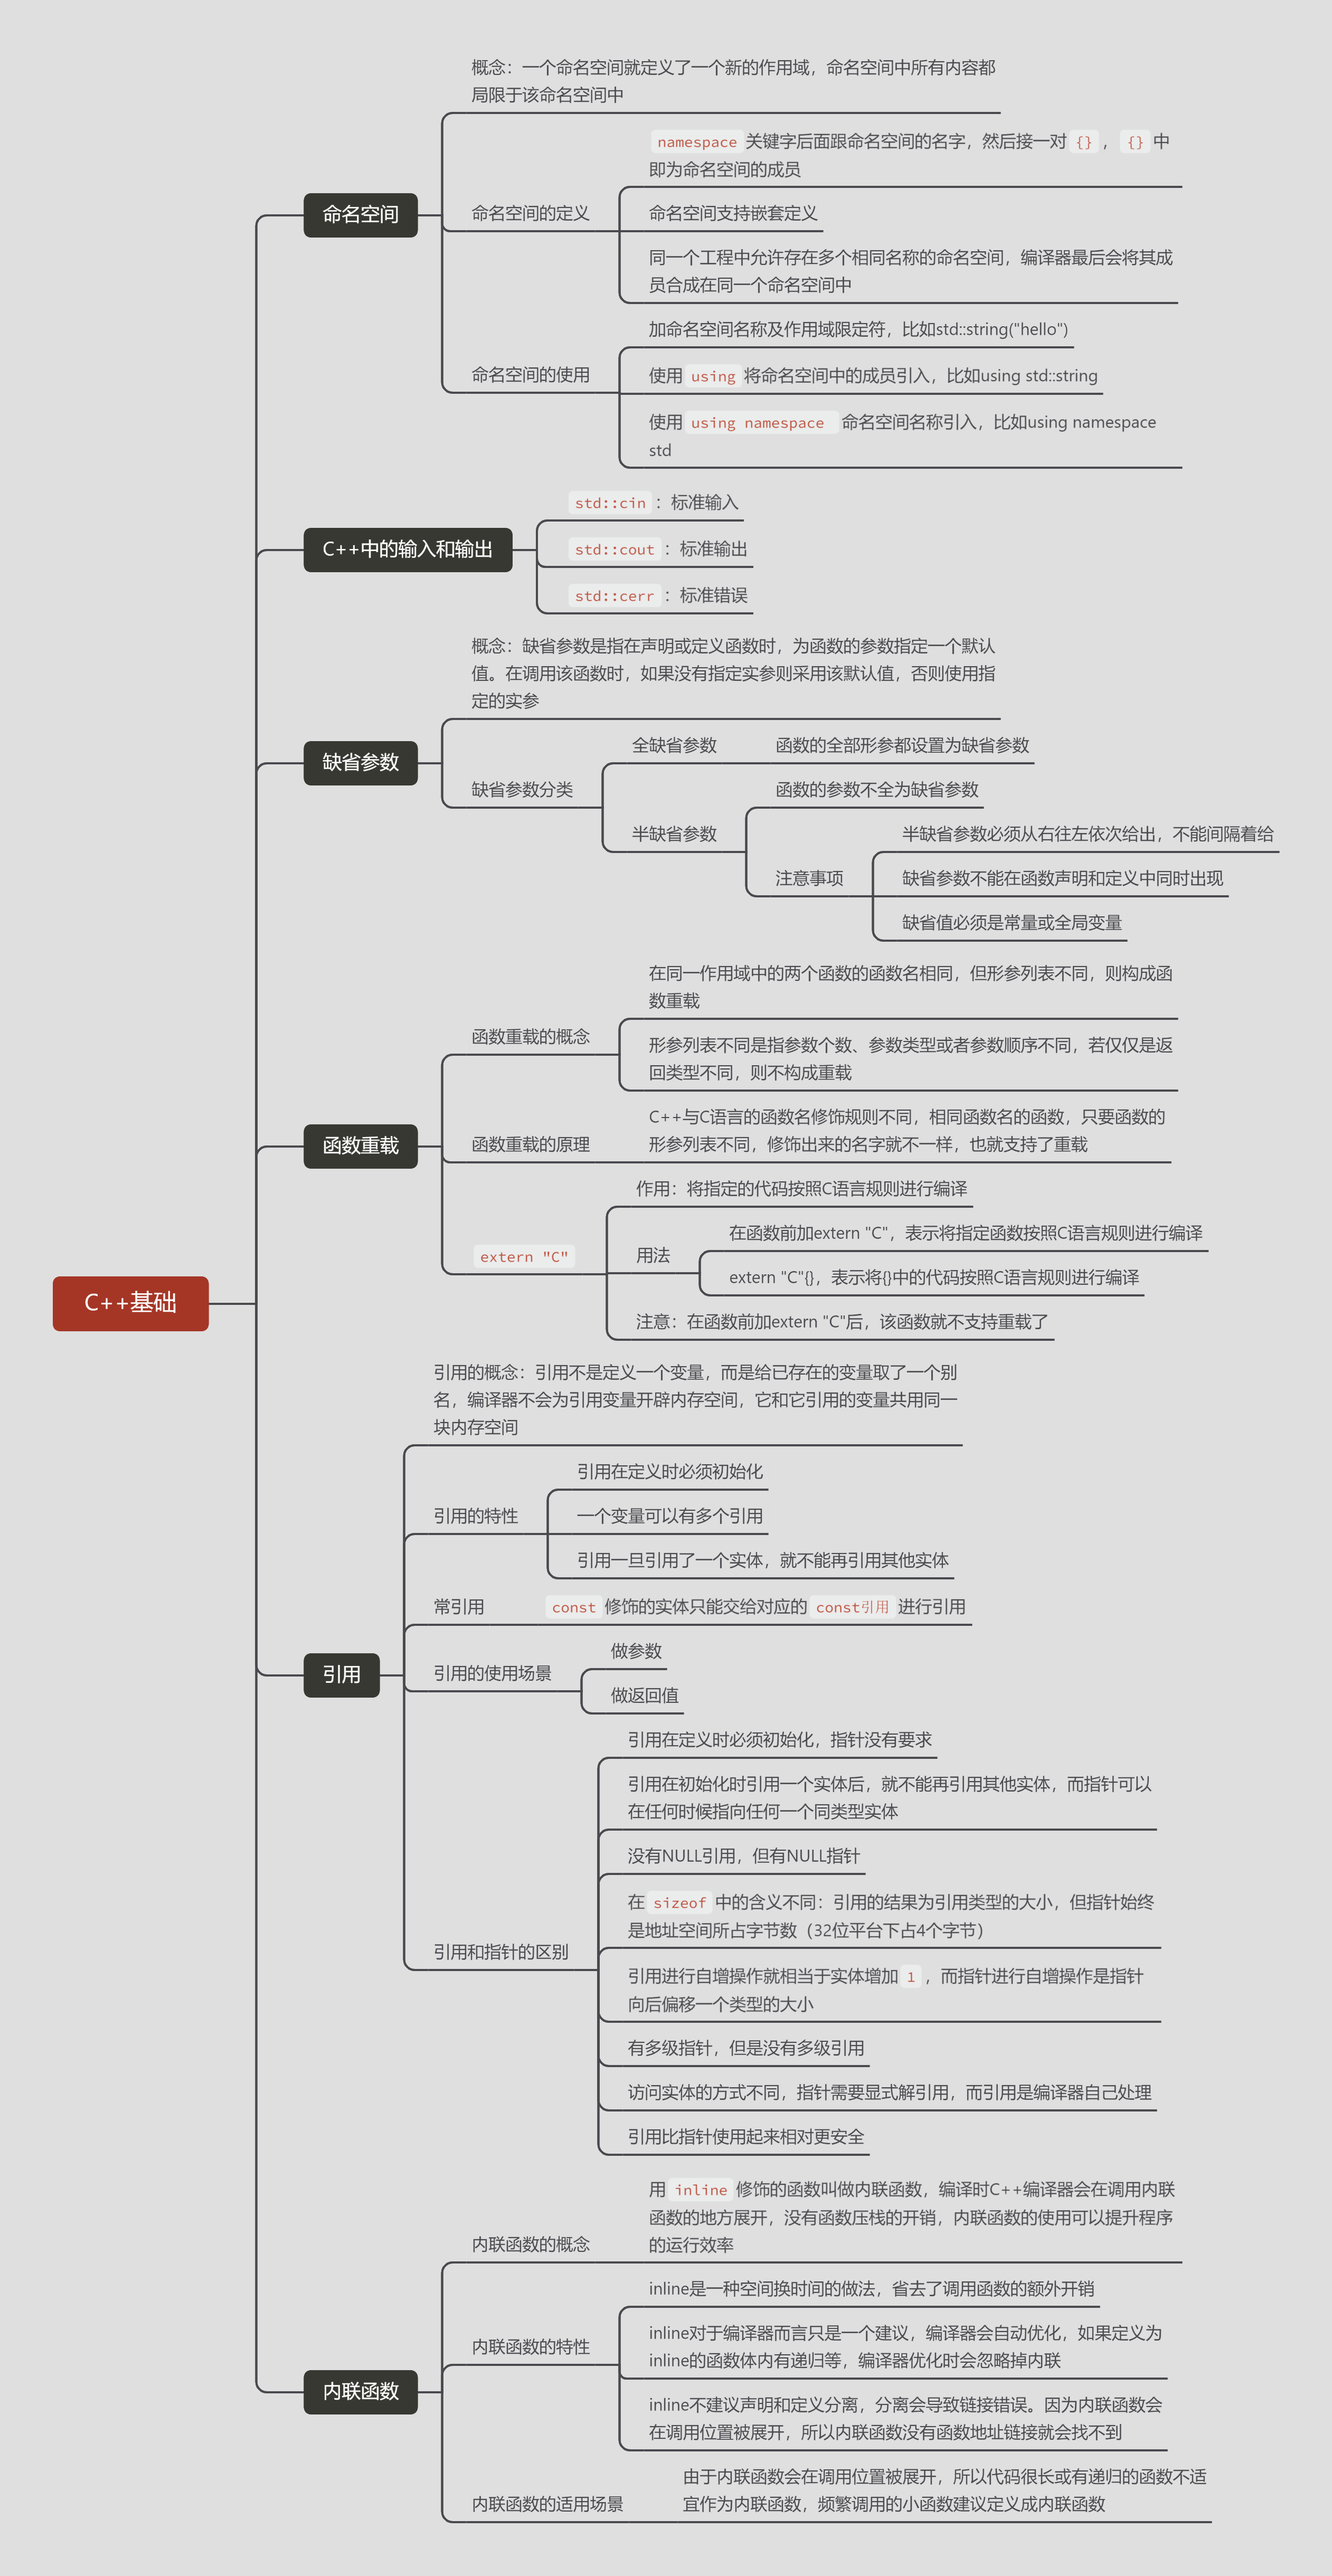 C++基础
命名空间
概念：一个命名空间就定义了一个新的作用域，命名空间中所有内容都
局限于该命名空间中
命名空间的定义
namespace关键字后面跟命名空间的名字，然后接一对{}，{}中
即为命名空间的成员
命名空间支持嵌套定义
同一个工程中允许存在多个相同名称的命名空间，编译器最后会将其成
员合成在同一个命名空间中
命名空间的使用
加命名空间名称及作用域限定符，比如std::string("hello")
使用using将命名空间中的成员引入，比如using std::string
使用using namespace 命名空间名称引入，比如using namespace
std
C++中的输入和输出
std::cin：标准输入
std::cout：标准输出
std::cerr：标准错误
缺省参数
概念：缺省参数是指在声明或定义函数时，为函数的参数指定一个默认
值。在调用该函数时，如果没有指定实参则采用该默认值，否则使用指
定的实参
缺省参数分类
全缺省参数
函数的全部形参都设置为缺省参数
半缺省参数
函数的参数不全为缺省参数
注意事项
半缺省参数必须从右往左依次给出，不能间隔着给
缺省参数不能在函数声明和定义中同时出现
缺省值必须是常量或全局变量
函数重载
函数重载的概念
在同一作用域中的两个函数的函数名相同，但形参列表不同，则构成函
数重载
形参列表不同是指参数个数、参数类型或者参数顺序不同，若仅仅是返
回类型不同，则不构成重载
函数重载的原理
C++与C语言的函数名修饰规则不同，相同函数名的函数，只要函数的
形参列表不同，修饰出来的名字就不一样，也就支持了重载
extern "C"
作用：将指定的代码按照C语言规则进行编译
用法
在函数前加extern "C"，表示将指定函数按照C语言规则进行编译
extern "C"{}，表示将{}中的代码按照C语言规则进行编译
注意：在函数前加extern "C"后，该函数就不支持重载了
引用
引用的概念：引用不是定义一个变量，而是给已存在的变量取了一个别
名，编译器不会为引用变量开辟内存空间，它和它引用的变量共用同一
块内存空间
引用的特性
引用在定义时必须初始化
一个变量可以有多个引用
引用一旦引用了一个实体，就不能再引用其他实体
常引用
const修饰的实体只能交给对应的const引用进行引用
引用的使用场景
做参数
做返回值
引用和指针的区别
引用在定义时必须初始化，指针没有要求
引用在初始化时引用一个实体后，就不能再引用其他实体，而指针可以
在任何时候指向任何一个同类型实体
没有NULL引用，但有NULL指针
在sizeof中的含义不同：引用的结果为引用类型的大小，但指针始终
是地址空间所占字节数（32位平台下占4个字节）
引用进行自增操作就相当于实体增加1，而指针进行自增操作是指针
向后偏移一个类型的大小
有多级指针，但是没有多级引用
访问实体的方式不同，指针需要显式解引用，而引用是编译器自己处理
引用比指针使用起来相对更安全
内联函数
内联函数的概念
用inline修饰的函数叫做内联函数，编译时C++编译器会在调用内联
函数的地方展开，没有函数压栈的开销，内联函数的使用可以提升程序
的运行效率
内联函数的特性
inline是一种空间换时间的做法，省去了调用函数的额外开销
inline对于编译器而言只是一个建议，编译器会自动优化，如果定义为
inline的函数体内有递归等，编译器优化时会忽略掉内联
inline不建议声明和定义分离，分离会导致链接错误。因为内联函数会
在调用位置被展开，所以内联函数没有函数地址链接就会找不到
内联函数的适用场景
由于内联函数会在调用位置被展开，所以代码很长或有递归的函数不适
宜作为内联函数，频繁调用的小函数建议定义成内联函数